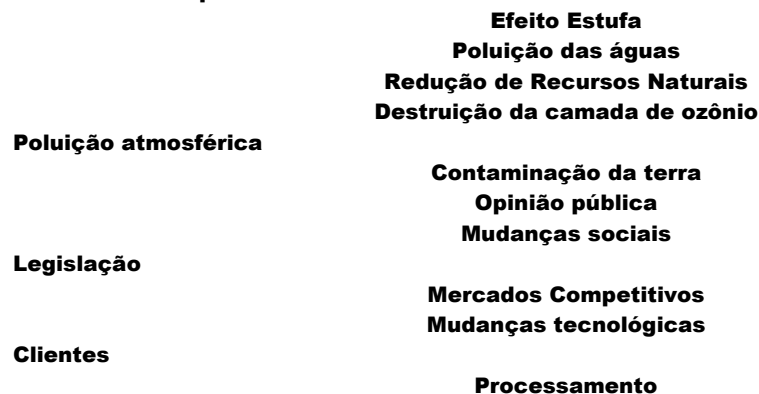 Efeito Estufa
Poluição das águas
Redução de Recursos Naturais
Destruição da camada de ozônio
Poluição atmosférica
Contaminação da terra
Opinião pública
Mudanças sociais
Legislação
Mercados Competitivos
Mudanças tecnológicas
Clientes
Processamento